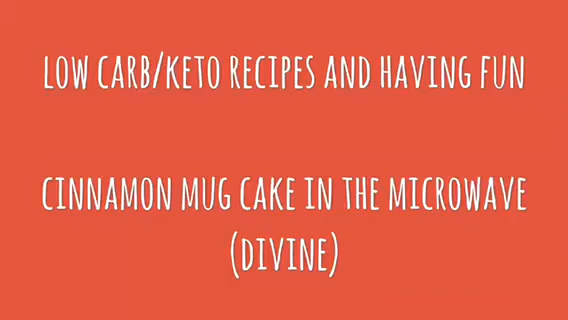 LOW CARB/KETO RECIPES AND HAVING FUN
CINNAMON MUG CAKE IN THE MICROWAVE
(DIVINE)